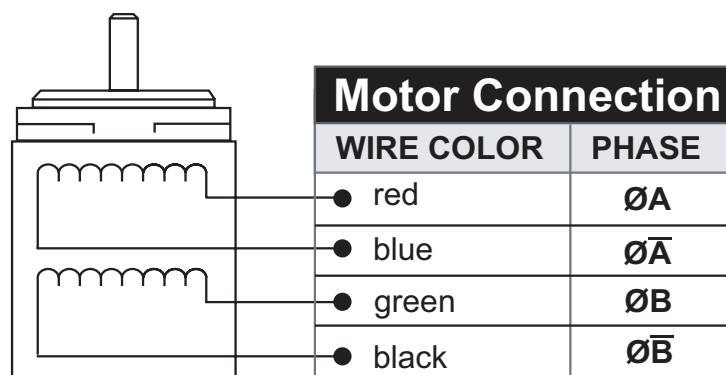 Motor Connection
WIRE COLOR PHASE
red ØA
blue ØA̅
green ØB
black ØB̅